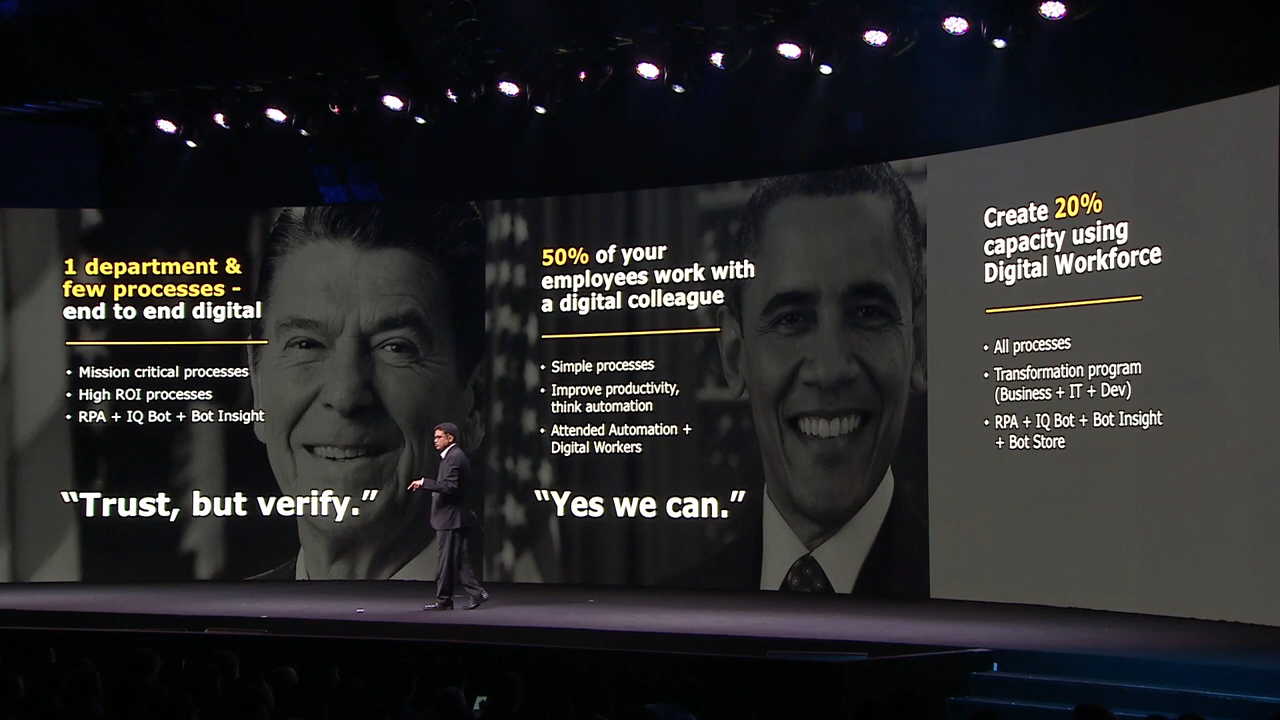 1 department &
few processes -
end to end digital
• Mission critical processes
• High ROI processes
• RPA + IQ Bot + Bot Insight
“Trust, but verify.”
50% of your
employees work with
a digital colleague
• Simple processes
• Improve productivity,
think automation
• Attended Automation +
Digital Workers
“Yes we can.”
Create 20%
capacity using
Digital Workforce
• All processes
• Transformation program
(Business + IT + Dev)
• RPA + IQ Bot + Bot Insight
+ Bot Store